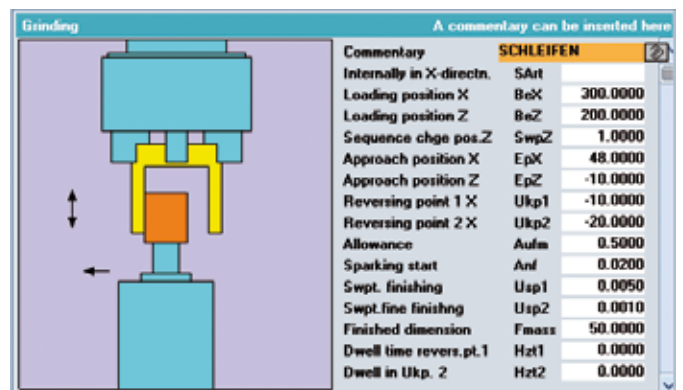 Grinding A commentary can be inserted here
Commentary SCHLEIFEN
Internally in X-directn. SArt
Loading position X BeX 300.0000
Loading position Z BeZ 200.0000
Sequence chge pos.Z SwpZ 1.0000
Approach position X EpX 48.0000
Approach position Z EpZ -10.0000
Reversing point 1 X Ukp1 -10.0000
Reversing point 2 X Ukp2 -20.0000
Allowance Aufm 0.5000
Sparking start Anf 0.0200
Swpt. finishing Usp1 0.0050
Swpt.fine finishng Usp2 0.0010
Finished dimension Fmass 50.0000
Dwell time revers.pt.1 Hzt1 0.0000
Dwell in Ukp. 2 Hzt2 0.0000